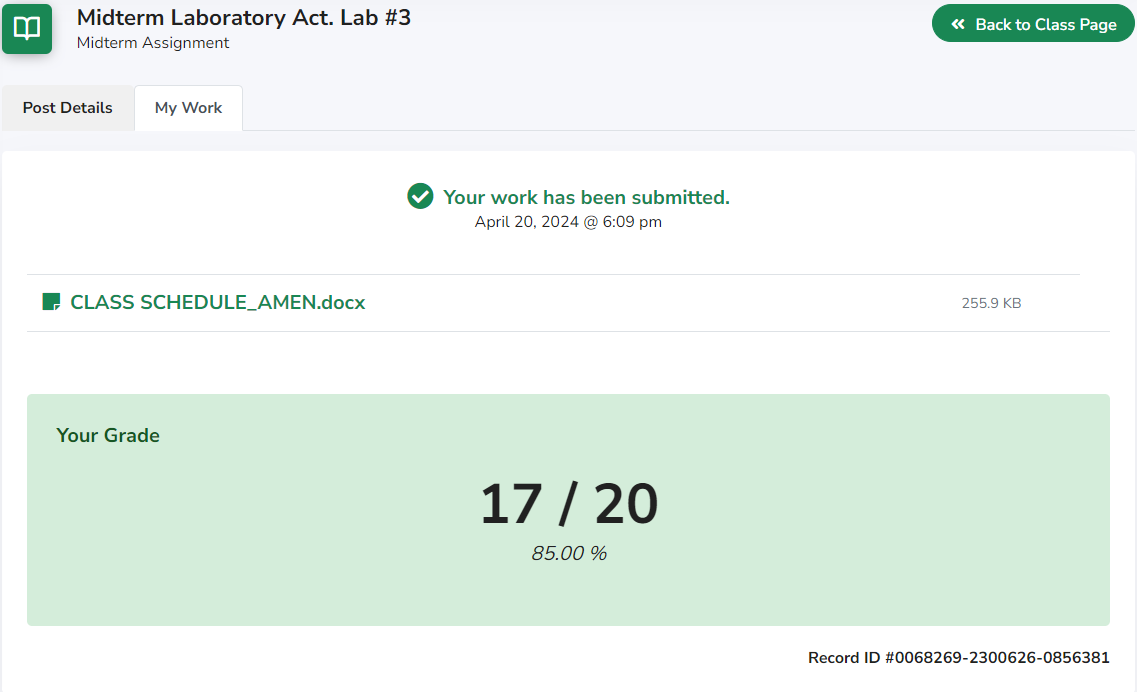 Midterm Laboratory Act. Lab #3
Midterm Assignment
Back to Class Page
Post Details
My Work
Your work has been submitted.
April 20, 2024 @ 6:09 pm
CLASS SCHEDULE_AMEN.docx
255.9 KB
Your Grade
17 / 20
85.00 %
Record ID #0068269-2300626-0856381